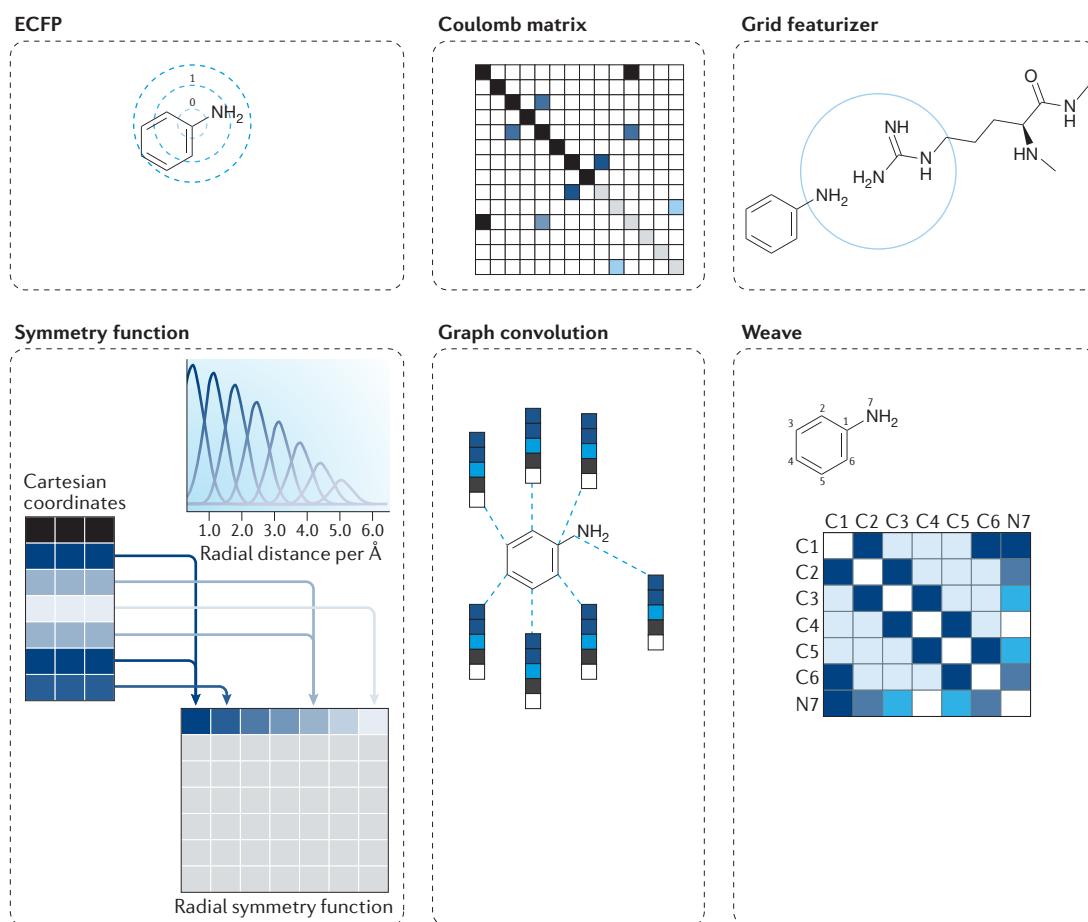 ECFP
1
0
NH2
Coulomb matrix
Grid featurizer
O
N
H
NH
HN
N
H
H2N
NH2
Symmetry function
Cartesian
coordinates
1.0 2.0 3.0 4.0 5.0 6.0
Radial distance per Å
Radial symmetry function
Graph convolution
NH2
Weave
7
2
NH2
1
3
4
6
5
C1 C2 C3 C4 C5 C6 N7
C1
C2
C3
C4
C5
C6
N7